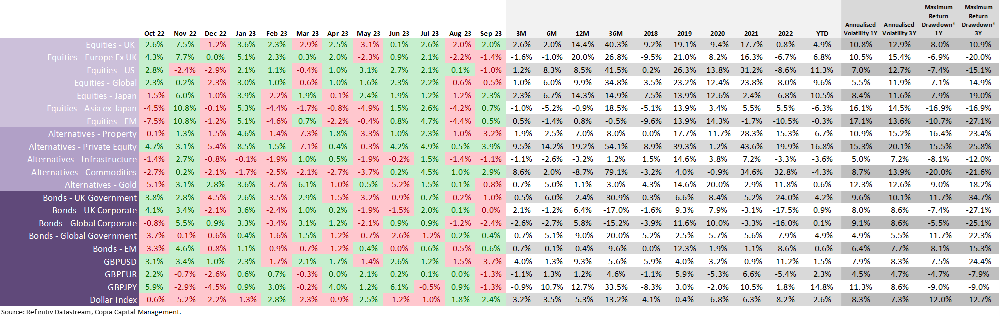 Oct-22 Nov-22 Dec-22 Jan-23 Feb-23 Mar-23 Apr-23 May-23 Jun-23 Jul-23 Aug-23 Sep-23 3M 6M 12M 36M 2018 2019 2020 2021 2022 YTD Annualised Volatility 1Y Annualised Volatility 3Y Maximum Return Drawdown* 1Y Maximum Return Drawdown* 3Y
Equities - UK 2.6% 7.5% -1.2% 3.6% 2.3% -2.9% 2.5% -3.1% 0.1% 2.6% -2.0% 2.0% 2.6% 2.0% 14.4% 40.3% -9.2% 19.1% -9.4% 17.7% 0.8% 4.9% 10.8% 12.9% -8.0% -10.9%
Equities - Europe Ex UK 4.3% 7.7% 0.0% 5.1% 2.3% 0.3% 2.0% -2.3% 0.9% 2.1% -2.2% -1.4% -1.6% -1.0% 20.0% 26.8% -9.5% 21.0% 8.2% 16.3% -6.7% 6.8% 10.5% 15.4% -6.9% -20.0%
Equities - US 2.8% -2.4% -2.9% 2.1% 1.1% -0.4% 1.0% 3.1% 2.7% 2.1% 0.1% -1.0% 1.2% 8.3% 8.5% 41.5% 0.2% 26.3% 13.8% 31.2% -8.6% 11.3% 7.0% 12.7% -7.4% -15.1%
Equities - Global 2.3% 0.2% -2.3% 3.0% 1.0% -0.6% 1.0% 1.6% 2.3% 2.2% -0.6% -0.5% 1.0% 6.0% 9.9% 34.8% -3.5% 23.2% 12.4% 23.8% -8.0% 9.6% 5.5% 11.9% -7.1% -14.9%
Equities - Japan -1.5% 6.0% -1.0% 3.9% -2.2% 1.9% -0.1% 2.4% 1.9% 1.2% -1.2% 2.3% 2.3% 6.7% 14.3% 14.9% -7.5% 13.9% 12.6% 2.4% -6.8% 10.5% 8.4% 11.6% -7.9% -19.0%
Equities - Asia ex-Japan -4.5% 10.8% -0.1% 5.3% -4.4% -1.7% -0.8% -4.9% 1.5% 2.6% -4.2% 0.7% -1.0% -5.2% -0.9% 18.5% -5.1% 13.9% 3.4% 5.5% 5.5% -6.3% 16.1% 14.5% -16.9% -16.9%
Equities - EM -7.5% 10.8% -1.2% 5.1% -4.6% 0.7% -2.2% -0.4% 0.8% 4.7% -4.4% 0.5% 0.5% -1.4% 0.8% -0.5% -9.6% 13.9% 14.3% -1.7% -10.5% -0.3% 17.1% 13.6% -10.7% -27.1%
Alternatives - Property -0.1% 1.3% -1.5% 4.6% -1.4% -7.3% 1.8% -3.3% 1.0% 2.3% -1.0% -3.2% -1.9% -2.5% -7.0% 8.0% 0.0% 17.7% -11.7% 28.3% -15.3% -6.7% 10.9% 15.2% -16.4% -23.4%
Alternatives - Private Equity 4.7% 3.1% -5.4% 8.5% 1.5% -7.1% 0.4% -0.3% 4.2% 4.9% 0.5% 3.9% 9.5% 14.2% 19.2% 54.1% -8.9% 39.3% 1.2% 43.6% -19.9% 16.8% 15.3% 20.1% -15.5% -25.8%
Alternatives - Infrastructure -1.4% 2.7% -0.8% -0.1% -1.9% 1.0% 0.5% -1.9% -0.2% 1.5% -1.4% -1.1% -1.1% -2.6% -3.2% 1.2% 1.5% 14.6% 3.8% 7.2% -3.3% -3.6% 5.0% 7.2% -8.1% -12.0%
Alternatives - Commodities -2.7% 0.2% -2.1% -1.7% -2.5% -2.1% -2.7% -3.7% 0.2% 4.5% 1.0% 2.9% 8.6% 2.0% -8.7% 79.1% -3.2% 4.0% -0.9% 34.6% 32.8% -4.3% 8.7% 13.9% -20.0% -21.6%
Alternatives - Gold -5.1% 3.1% 2.8% 3.6% -3.7% 6.1% -1.0% 0.5% -5.2% 1.5% 0.1% -0.8% 0.7% -5.0% 1.1% 3.0% 4.3% 14.6% 20.0% -2.9% 11.8% 0.6% 12.3% 12.6% -9.0% -18.2%
Bonds - UK Government 3.8% 2.8% -4.5% 2.6% -3.5% 2.9% -1.5% -3.2% -0.9% 0.7% -0.2% -1.0% -0.5% -6.0% -2.4% -30.9% 0.3% 6.6% 8.4% -5.2% -24.0% -4.2% 9.6% 10.1% -11.7% -34.7%
Bonds - UK Corporate 4.1% 3.4% -2.1% 3.6% -2.4% 1.0% 0.2% -1.9% -1.5% 2.0% 0.1% 0.0% 2.1% -1.2% 6.4% -17.0% -1.6% 9.3% 7.9% -3.1% -17.5% 0.9% 8.0% 8.6% -7.4% -27.1%
Bonds - Global Corporate -0.8% 5.5% 0.9% 3.3% -3.4% 3.1% 1.2% -2.1% 0.9% 0.9% -1.2% -2.4% -2.6% -2.7% 5.8% -15.2% -3.9% 11.6% 10.0% -3.3% -16.0% 0.1% 9.1% 8.6% -5.5% -25.1%
Bonds - Global Government -3.7% -0.1% -0.6% 0.4% -1.6% 1.5% -1.2% -0.7% -2.6% -1.2% 0.2% 0.4% -0.7% -5.1% -9.0% -20.0% 5.2% 2.5% 5.7% -5.6% -7.9% -4.9% 4.9% 5.5% -11.7% -22.3%
Bonds - EM -3.3% 4.6% -0.8% 1.1% -0.9% -0.7% -1.2% 0.4% 0.0% 0.6% -0.5% 0.6% 0.7% -0.1% -0.4% -9.6% 0.0% 12.3% 1.9% -1.1% -8.6% -0.6% 6.4% 7.7% -8.1% -15.3%
GBPUSD 3.1% 3.4% 1.0% 2.3% -1.7% 2.1% 1.7% -1.4% 2.6% 1.2% -1.5% -3.7% -4.0% -1.3% 9.3% -5.6% -5.9% 4.0% 3.2% -0.9% -11.2% 1.5% 7.9% 8.3% -7.5% -24.4%
GBPEUR 2.2% -0.7% -2.6% 0.6% 0.7% -0.3% 0.0% 2.1% 0.2% 0.1% 0.0% -1.3% -1.1% 1.3% 1.2% 4.6% -1.1% 5.9% -5.3% 6.6% -5.4% 2.3% 4.5% 4.7% -4.7% -7.9%
GBPJPY 5.9% -2.9% -4.5% 0.9% 3.0% -0.2% 4.0% 1.2% 6.1% -0.5% 0.9% -1.3% -0.9% 10.7% 12.7% 33.5% -8.3% 3.0% -2.0% 10.5% 1.8% 14.8% 11.3% 8.6% -9.0% -9.0%
Dollar Index -0.6% -5.2% -2.2% -1.3% 2.8% -2.3% -0.9% 2.5% -1.2% -1.0% 1.8% 2.4% 3.2% 3.5% -5.3% 13.2% 4.1% 0.4% -6.8% 6.3% 8.2% 2.6% 8.3% 7.3% -12.0% -12.7%
Source: Refinitiv Datastream, Copia Capital Management.